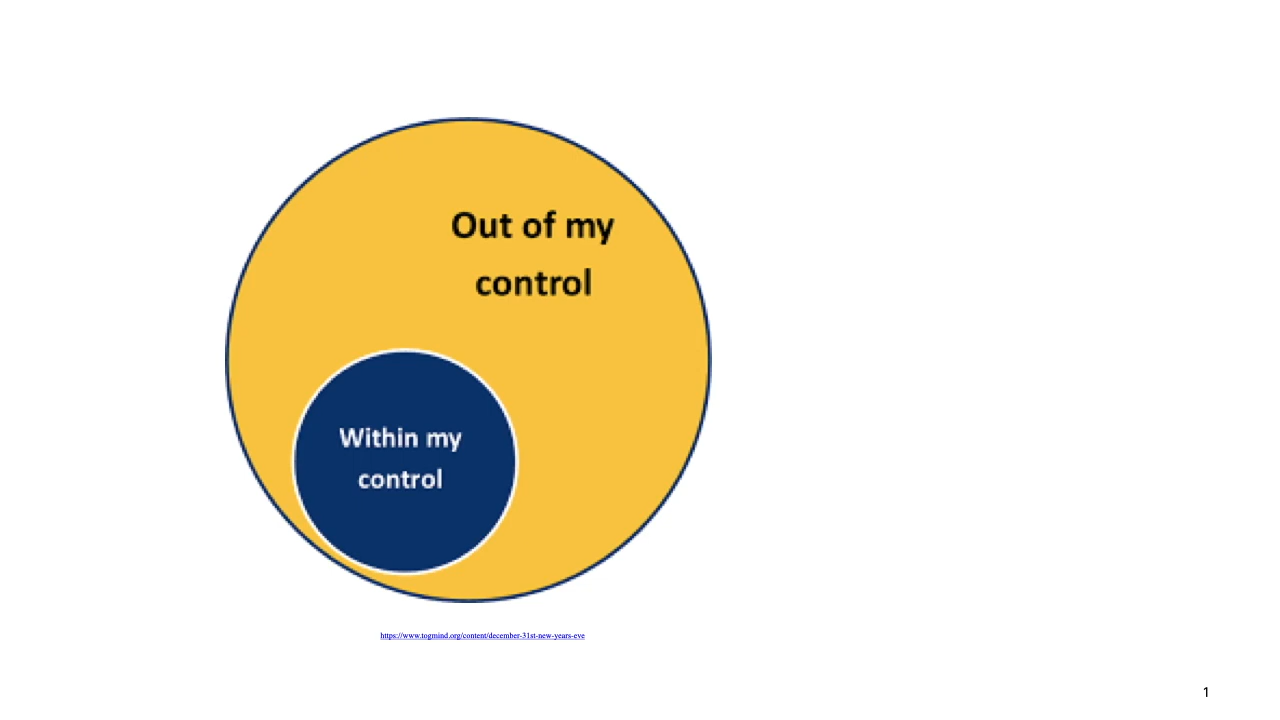 Out of my
control
Within my
control
https://www.togmind.org/content/december-31st-new-years-eve
1